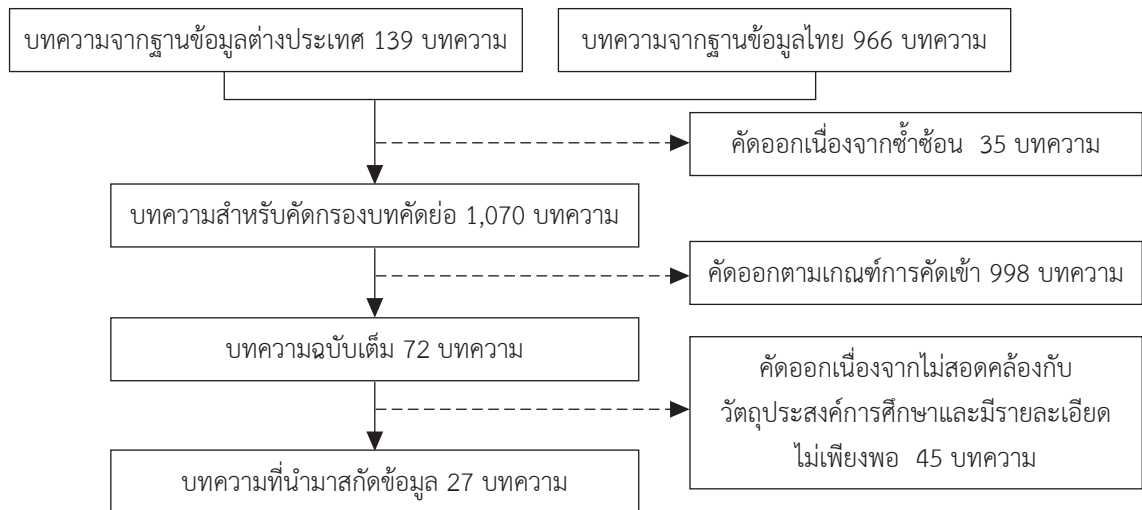 บทความจากฐานข้อมูลต่างประเทศ 139 บทความ
บทความจากฐานข้อมูลไทย 966 บทความ
คัดออกเนื่องจากซ้ำซ้อน 35 บทความ
บทความสำหรับคัดกรองบทคัดย่อ 1,070 บทความ
คัดออกตามเกณฑ์การคัดเข้า 998 บทความ
บทความฉบับเต็ม 72 บทความ
คัดออกเนื่องจากไม่สอดคล้องกับ
วัตถุประสงค์การศึกษาและมีรายละเอียด
ไม่เพียงพอ 45 บทความ
บทความที่นำมาสกัดข้อมูล 27 บทความ